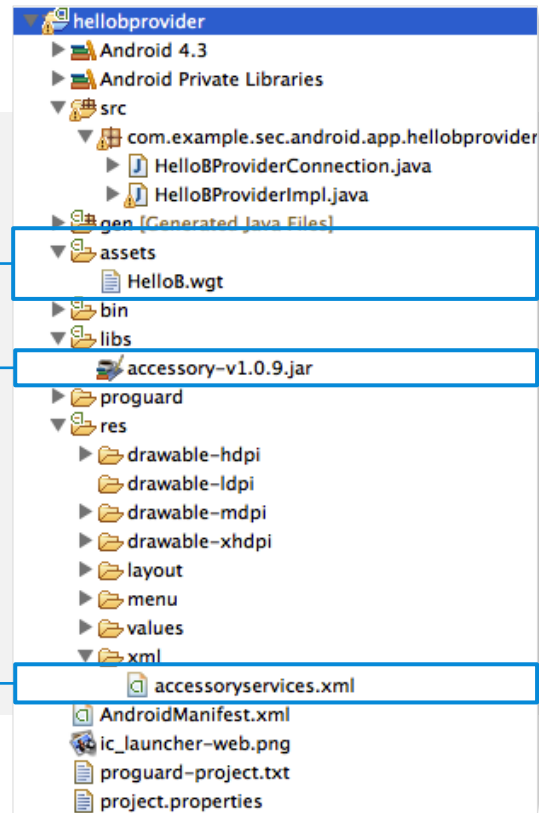 hellobprovider
Android 4.3
Android Private Libraries
src
com.example.sec.android.app.hellobprovider
HelloBProviderConnection.java
HelloBProviderImpl.java
gen [Generated Java Files]
assets
HelloB.wgt
bin
libs
accessory-v1.0.9.jar
proguard
res
drawable-hdpi
drawable-ldpi
drawable-mdpi
drawable-xhdpi
layout
menu
values
xml
accessoryservices.xml
AndroidManifest.xml
ic_launcher-web.png
proguard-project.txt
project.properties